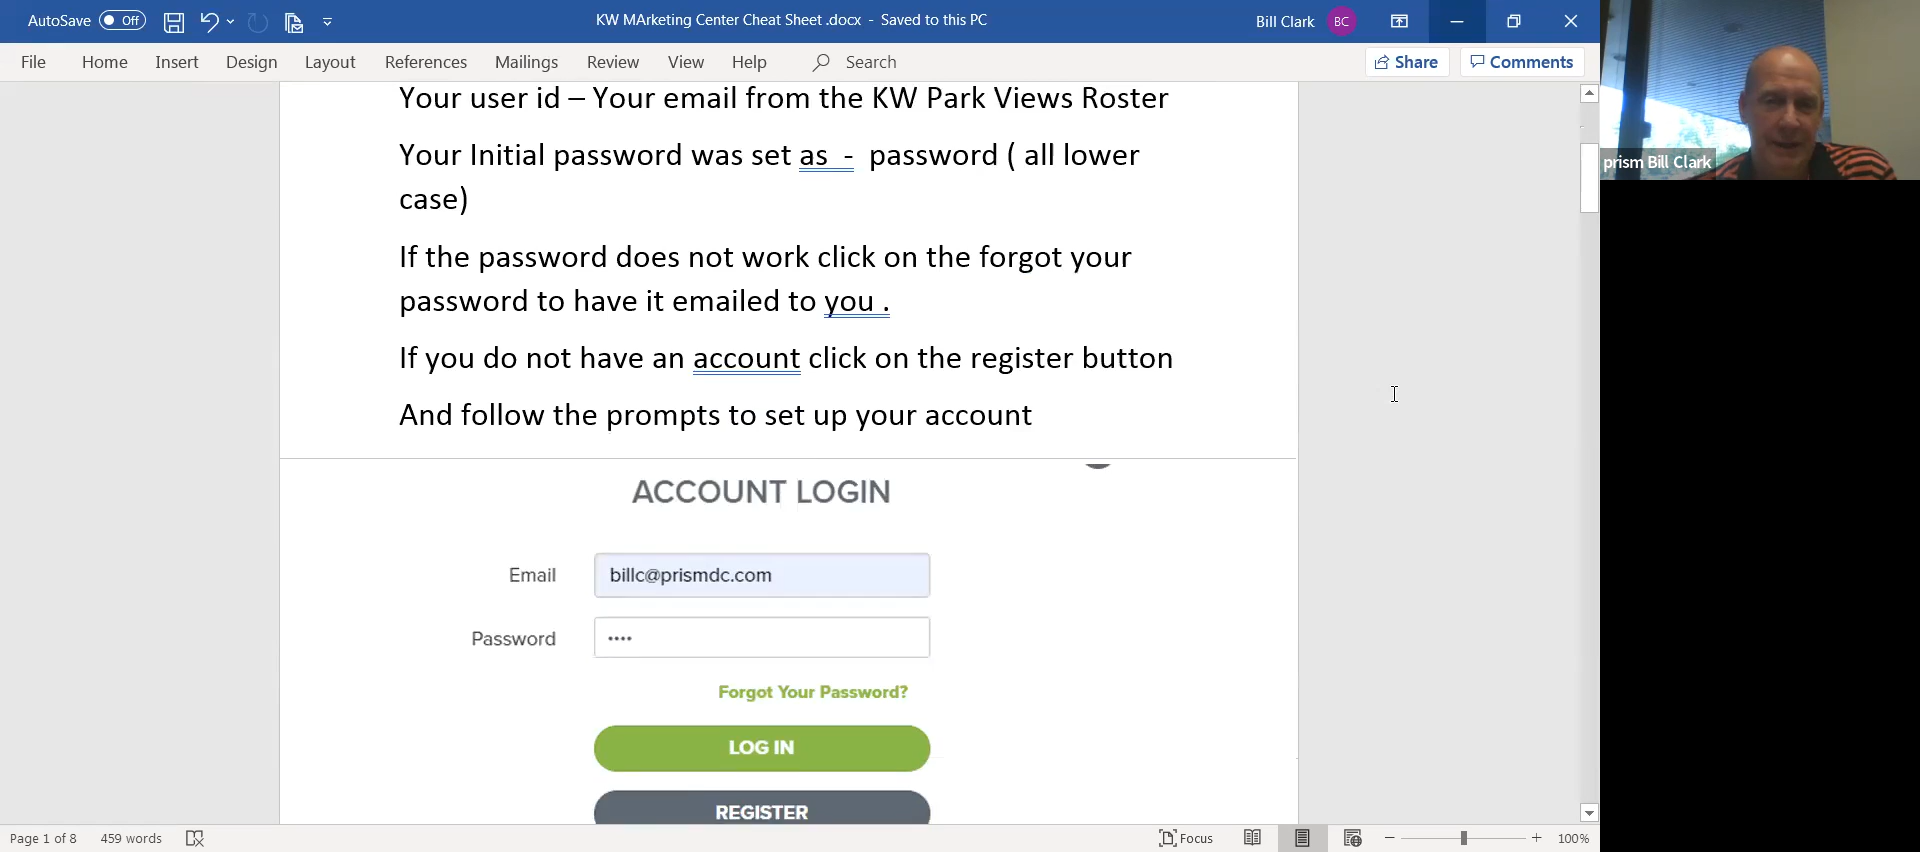 AutoSave Off KW MArketing Center Cheat Sheet .docx - Saved to this PC Bill Clark BC
File Home Insert Design Layout References Mailings Review View Help Search Share Comments
Your user id – Your email from the KW Park Views Roster
Your Initial password was set as - password ( all lower
case)
If the password does not work click on the forgot your
password to have it emailed to you .
If you do not have an account click on the register button
And follow the prompts to set up your account
ACCOUNT LOGIN
Email billc@prismdc.com
Password ••••
Forgot Your Password?
LOG IN
REGISTER
Page 1 of 8 459 words Focus 100%
prism Bill Clark